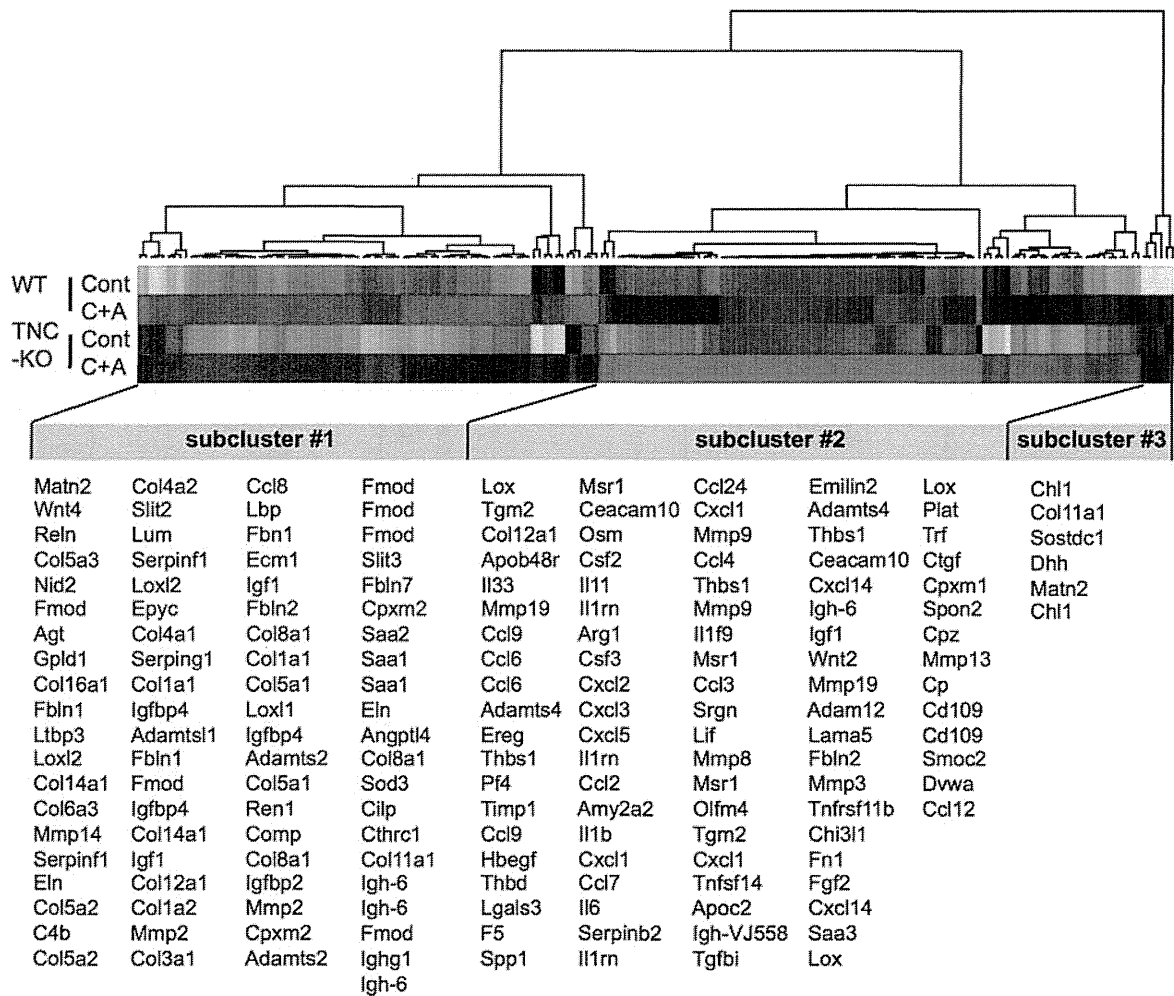 WT
Cont
C+A
TNC
-KO
Cont
C+A
subcluster #1 subcluster #2 subcluster #3
Matn2 Col4a2 Ccl8 Fmod Lox Msr1 Ccl24 Emilin2 Lox Chl1
Wnt4 Slit2 Lbp Fmod Tgm2 Ceacam10 Cxcl1 Adamts4 Plat Col11a1
Reln Lum Fbn1 Fmod Col12a1 Osm Mmp9 Thbs1 Trf Sostdc1
Col5a3 Serpinf1 Ecm1 Slit3 Apob48r Csf2 Ccl4 Ceacam10 Ctgf Dhh
Nid2 Loxl2 Igf1 Fbln7 Il33 Il11 Thbs1 Cxcl14 Cpxm1 Matn2
Fmod Epyc Fbln2 Cpxm2 Mmp19 Il1rn Mmp9 Igh-6 Spon2 Chl1
Agt Col4a1 Col8a1 Saa2 Ccl9 Arg1 Il1f9 Igf1 Cpz
Gpld1 Serping1 Col1a1 Saa1 Ccl6 Csf3 Msr1 Wnt2 Mmp13
Col16a1 Col1a1 Col5a1 Saa1 Ccl6 Cxcl2 Ccl3 Mmp19 Cp
Fbln1 Igfbp4 Loxl1 Eln Adamts4 Cxcl3 Srgn Adam12 Cd109
Ltbp3 Adamtsl1 Igfbp4 Angptl4 Ereg Cxcl5 Lif Lama5 Cd109
Loxl2 Fbln1 Adamts2 Col8a1 Thbs1 Il1rn Mmp8 Fbln2 Smoc2
Col14a1 Fmod Col5a1 Sod3 Pf4 Ccl2 Msr1 Mmp3 Dvwa
Col6a3 Igfbp4 Ren1 Cilp Timp1 Amy2a2 Olfm4 Tnfrsf11b Ccl12
Mmp14 Col14a1 Comp Cthrc1 Ccl9 Il1b Tgm2 Chi3l1
Serpinf1 Igf1 Col8a1 Col11a1 Hbegf Cxcl1 Cxcl1 Fn1
Eln Col12a1 Igfbp2 Igh-6 Thbd Ccl7 Tnfsf14 Fgf2
Col5a2 Col1a2 Mmp2 Igh-6 Lgals3 Il6 Apoc2 Cxcl14
C4b Mmp2 Cpxm2 Fmod F5 Serpinb2 Igh-VJ558 Saa3
Col5a2 Col3a1 Adamts2 Ighg1 Spp1 Il1rn Tgfbi Lox
Igh-6